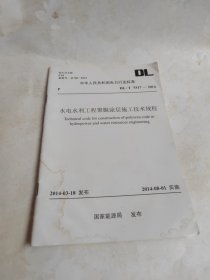 DL
中华人民共和国电力行业标准
P
DL / T 5317 — 2014
水电水利工程聚脲涂层施工技术规程
Technical code for construction of polyurea coat in
hydropower and water resources engineering
2014-03-18 发布
2014-08-01 实施
国家能源局 发布